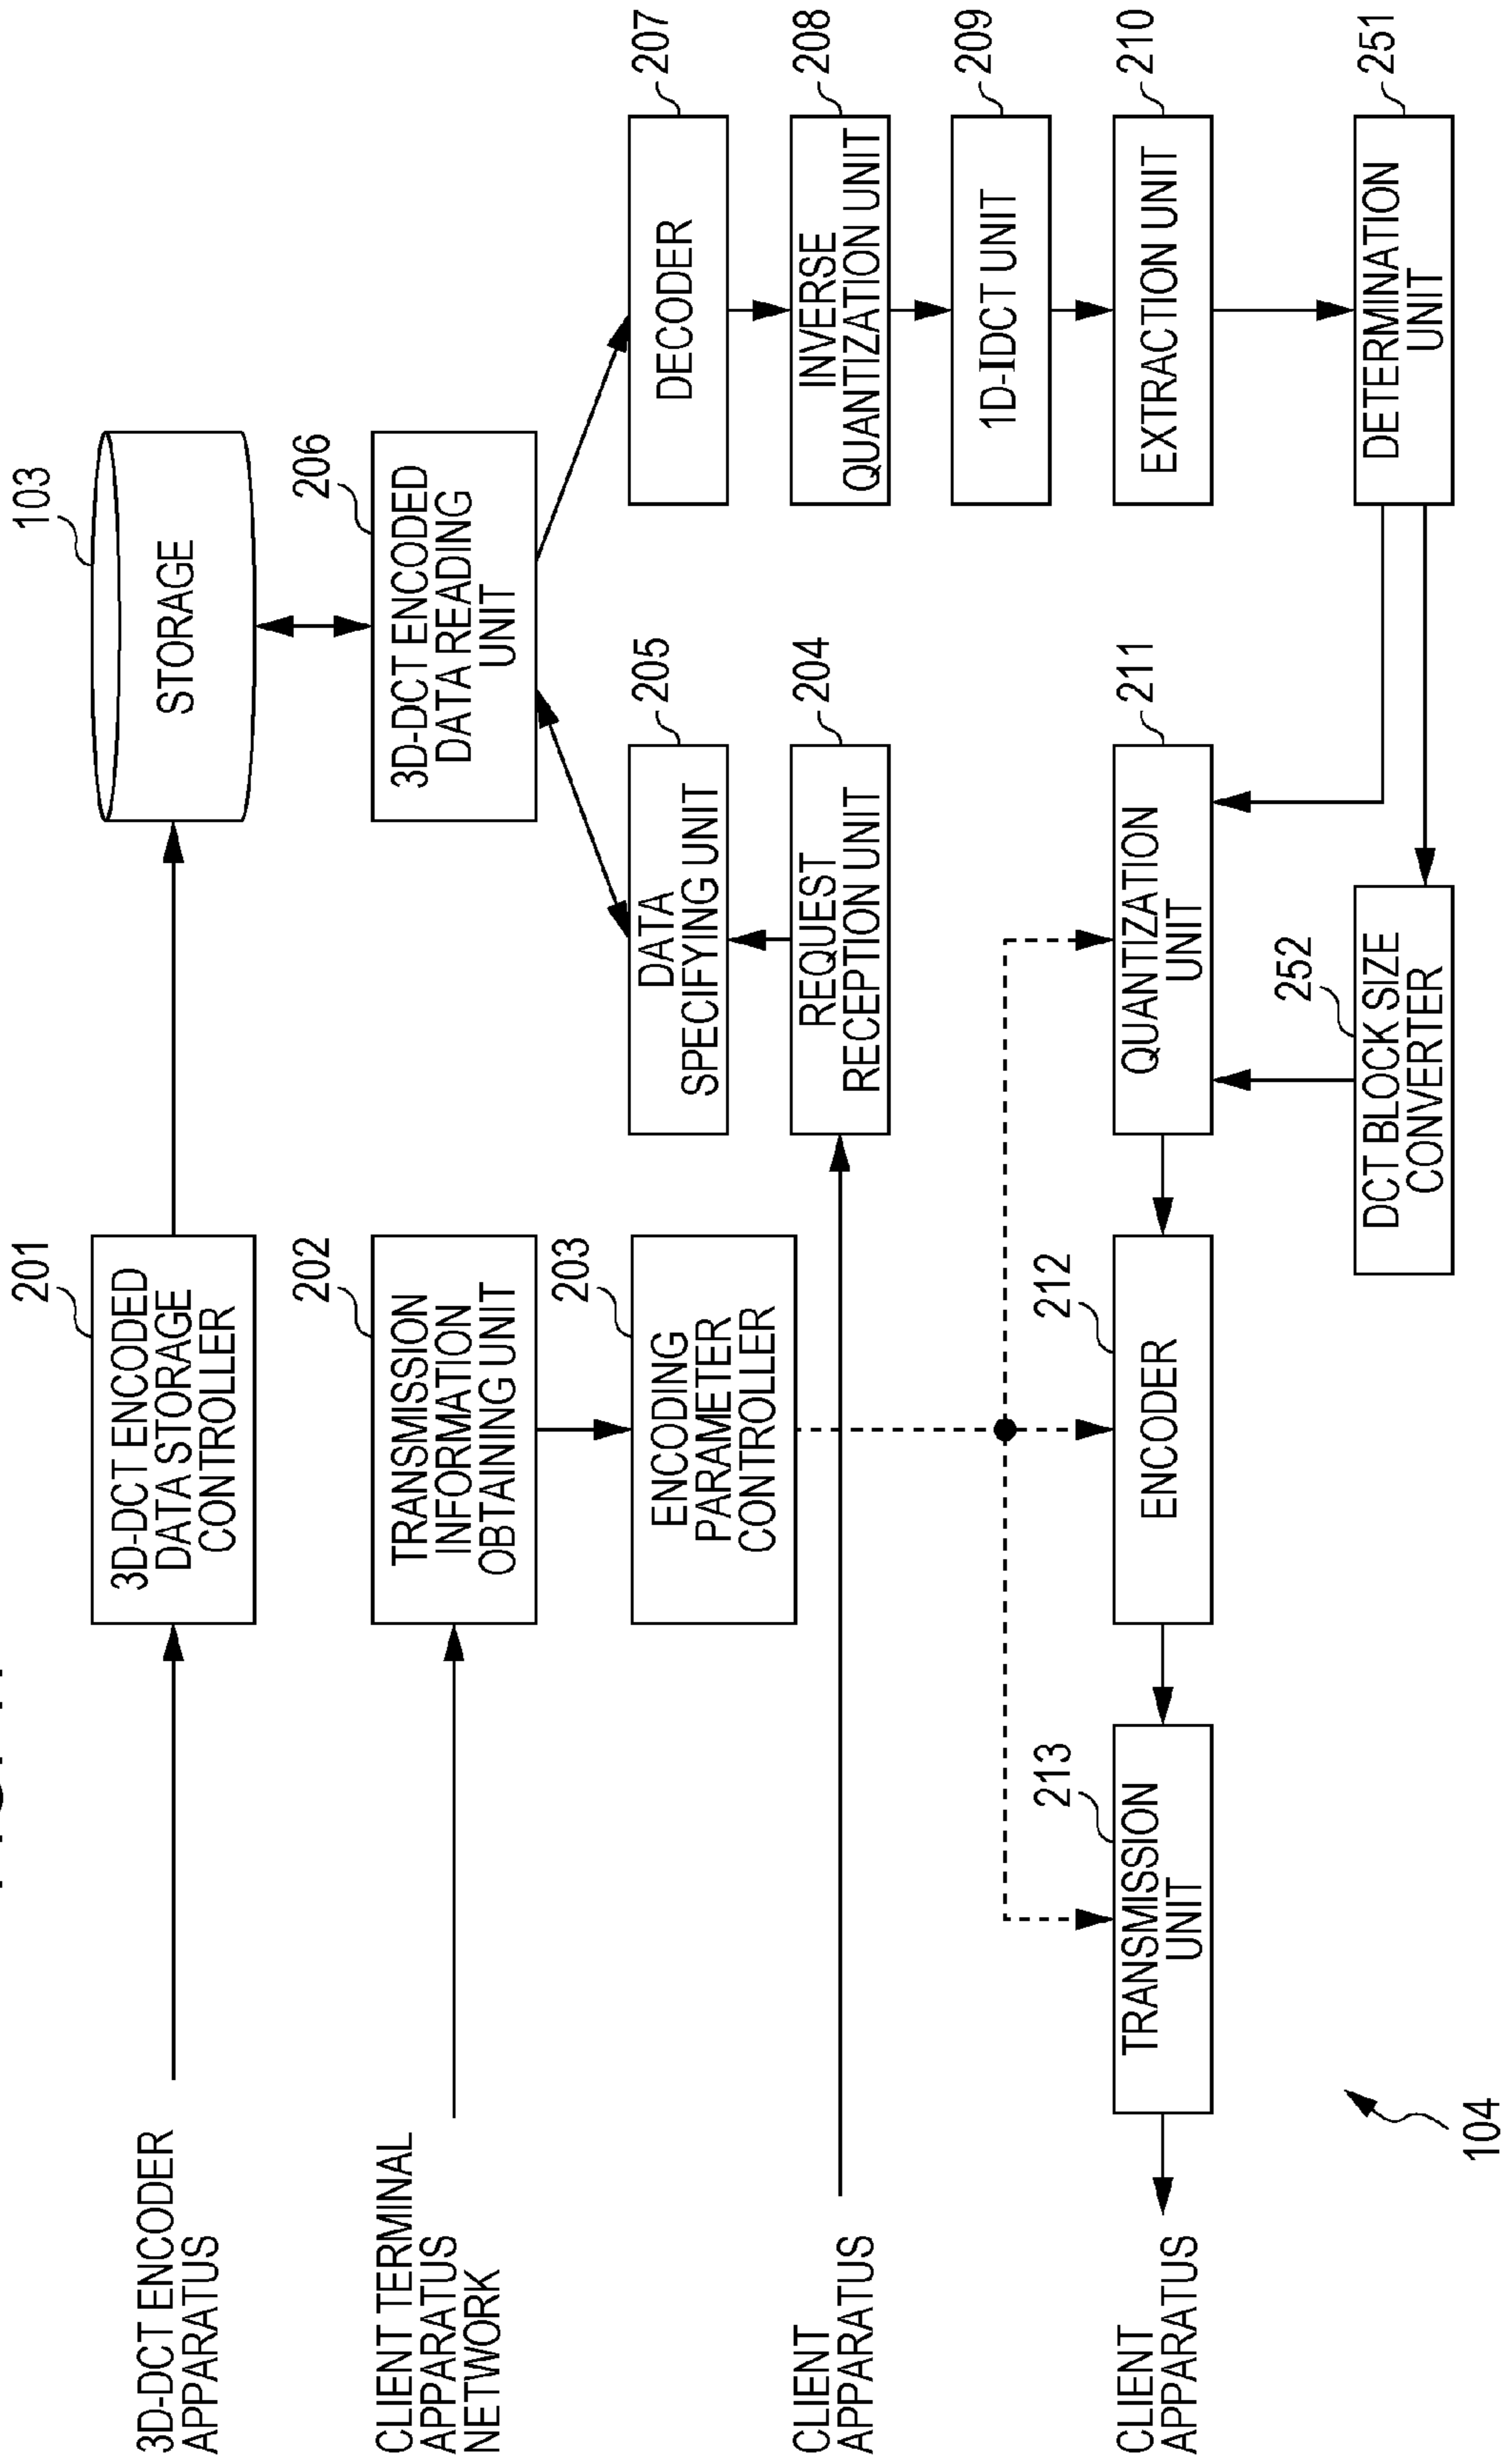 3D-DCT ENCODER
APPARATUS
201
3D-DCT ENCODED
DATA STORAGE
CONTROLLER
103
STORAGE
CLIENT TERMINAL
APPARATUS
NETWORK
202
TRANSMISSION
INFORMATION
OBTAINING UNIT
206
3D-DCT ENCODED
DATA READING
UNIT
203
ENCODING
PARAMETER
CONTROLLER
205
DATA
SPECIFYING UNIT
207
DECODER
CLIENT
APPARATUS
204
REQUEST
RECEPTION UNIT
208
INVERSE
QUANTIZATION UNIT
209
1D-IDCT UNIT
CLIENT
APPARATUS
213
TRANSMISSION
UNIT
212
ENCODER
211
QUANTIZATION
UNIT
210
EXTRACTION UNIT
252
DCT BLOCK SIZE
CONVERTER
251
DETERMINATION
UNIT
104